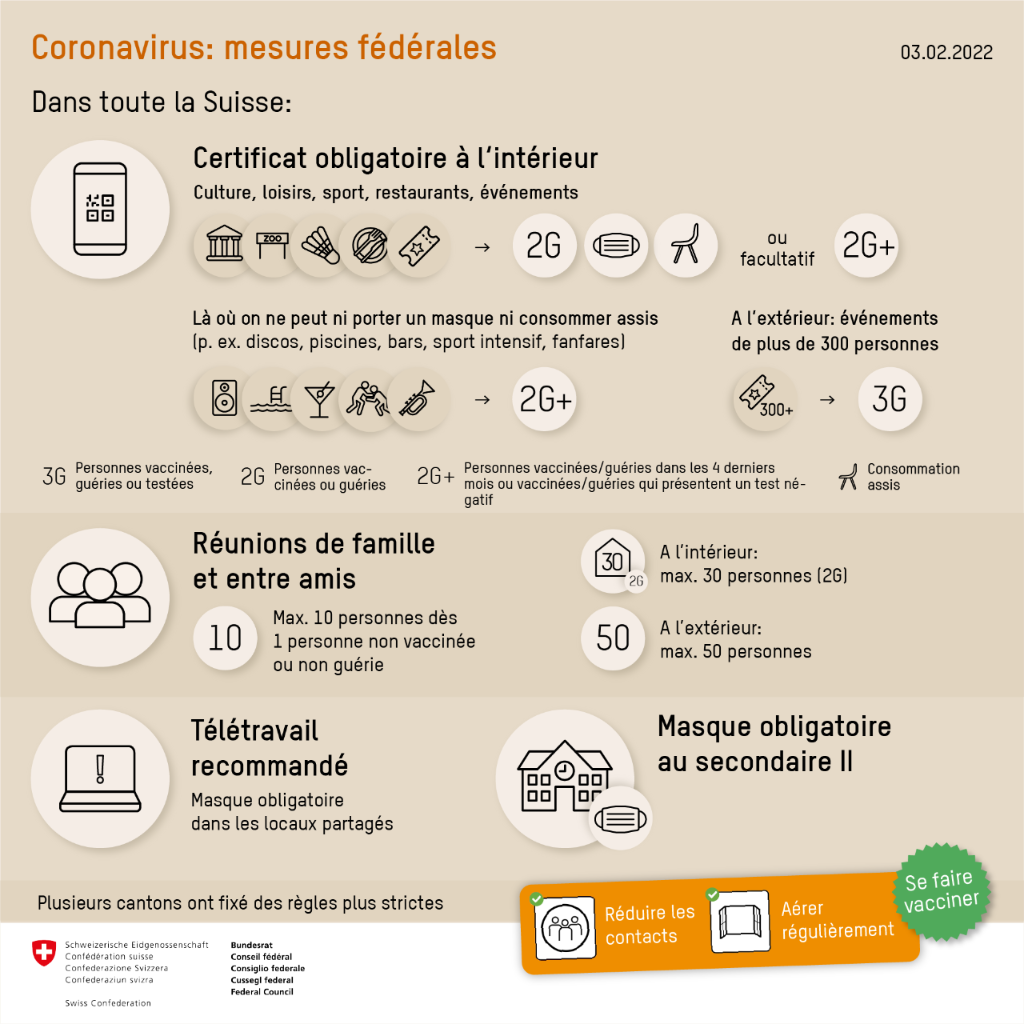 Coronavirus: mesures fédérales
03.02.2022
Dans toute la Suisse:
Certificat obligatoire à l'intérieur
Culture, loisirs, sport, restaurants, événements
ZOO
2G
ou
facultatif
2G+
Là où on ne peut ni porter un masque ni consommer assis
(p. ex. discos, piscines, bars, sport intensif, fanfares)
2G+
A l'extérieur: événements
de plus de 300 personnes
300+
3G
3G
Personnes vaccinées,
guéries ou testées
2G
Personnes vac-
cinées ou guéries
2G+
Personnes vaccinées/guéries dans les 4 derniers
mois ou vaccinées/guéries qui présentent un test né-
gatif
Consommation
assis
Réunions de famille
et entre amis
10
Max. 10 personnes dès
1 personne non vaccinée
ou non guérie
30
2G
A l'intérieur:
max. 30 personnes (2G)
50
A l'extérieur:
max. 50 personnes
Télétravail
recommandé
Masque obligatoire
dans les locaux partagés
Masque obligatoire
au secondaire II
Plusieurs cantons ont fixé des règles plus strictes
Réduire les
contacts
Aérer
régulièrement
Se faire
vacciner
Schweizerische Eidgenossenschaft
Confédération suisse
Confederazione Svizzera
Confederaziun svizra
Swiss Confederation
Bundesrat
Conseil fédéral
Consiglio federale
Cussegl federal
Federal Council